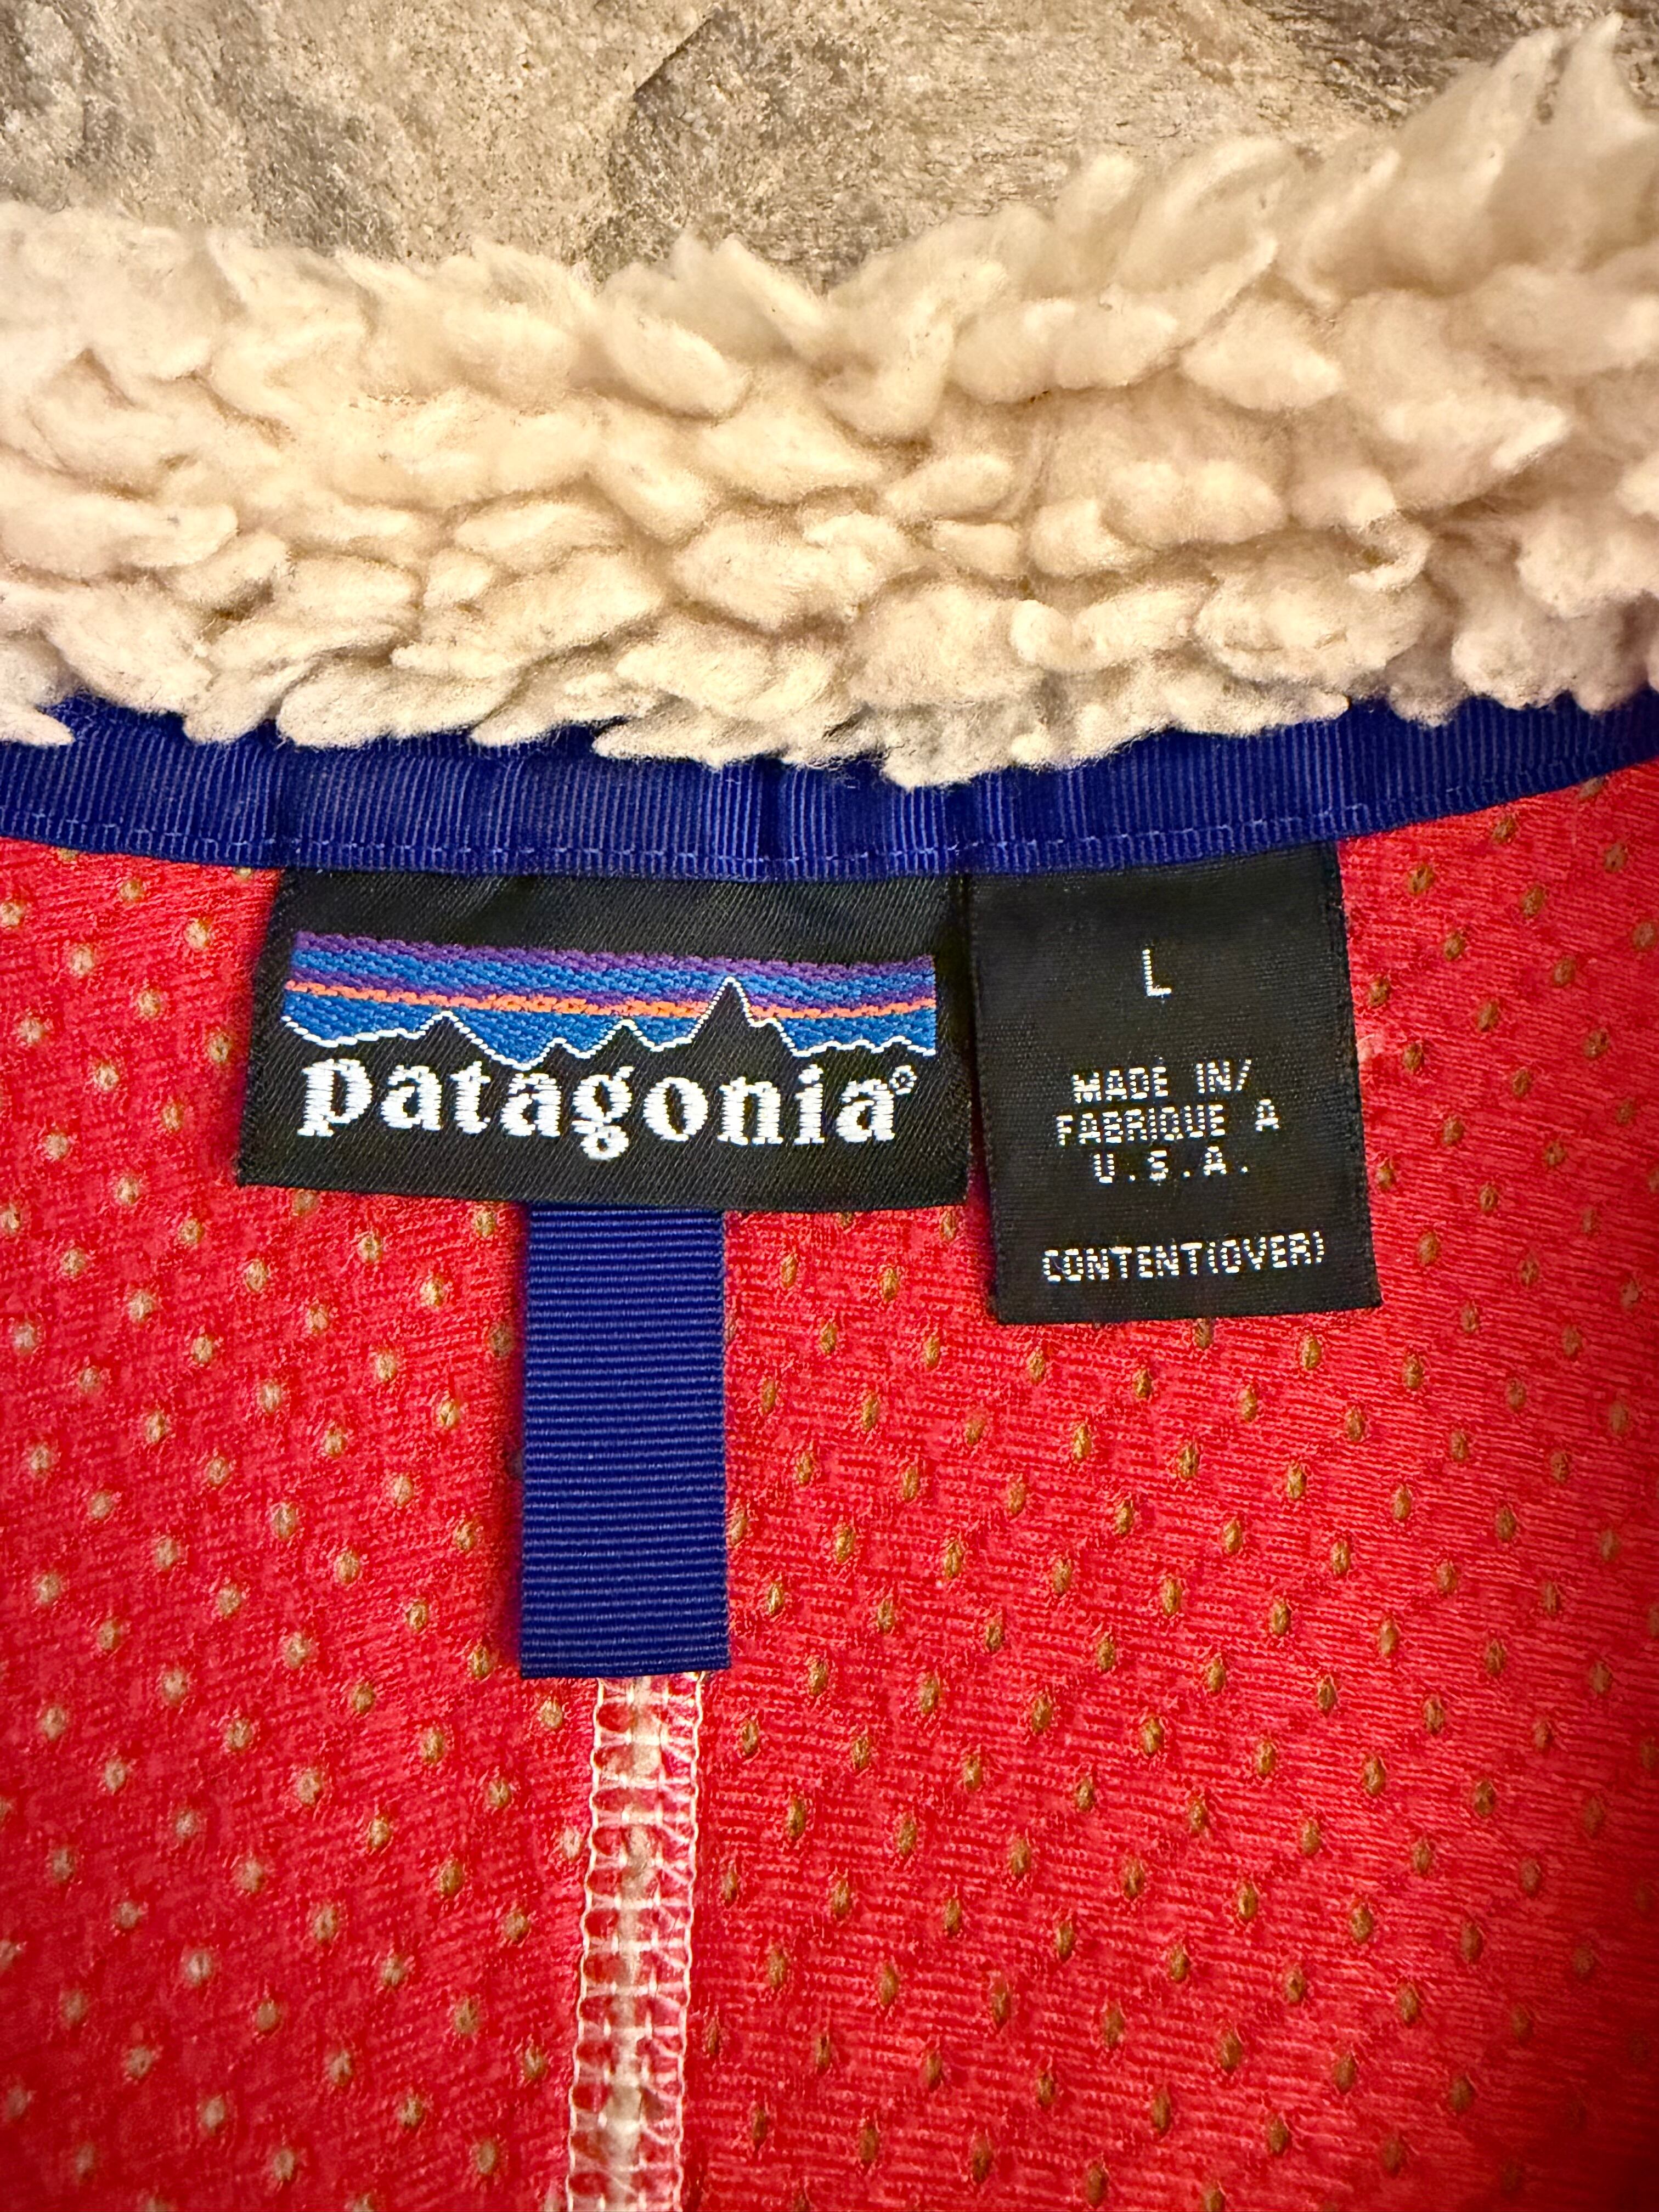 patagonia®
L
MADE IN/
FABRIQUE A
U.S.A.
CONTENT(OVER)